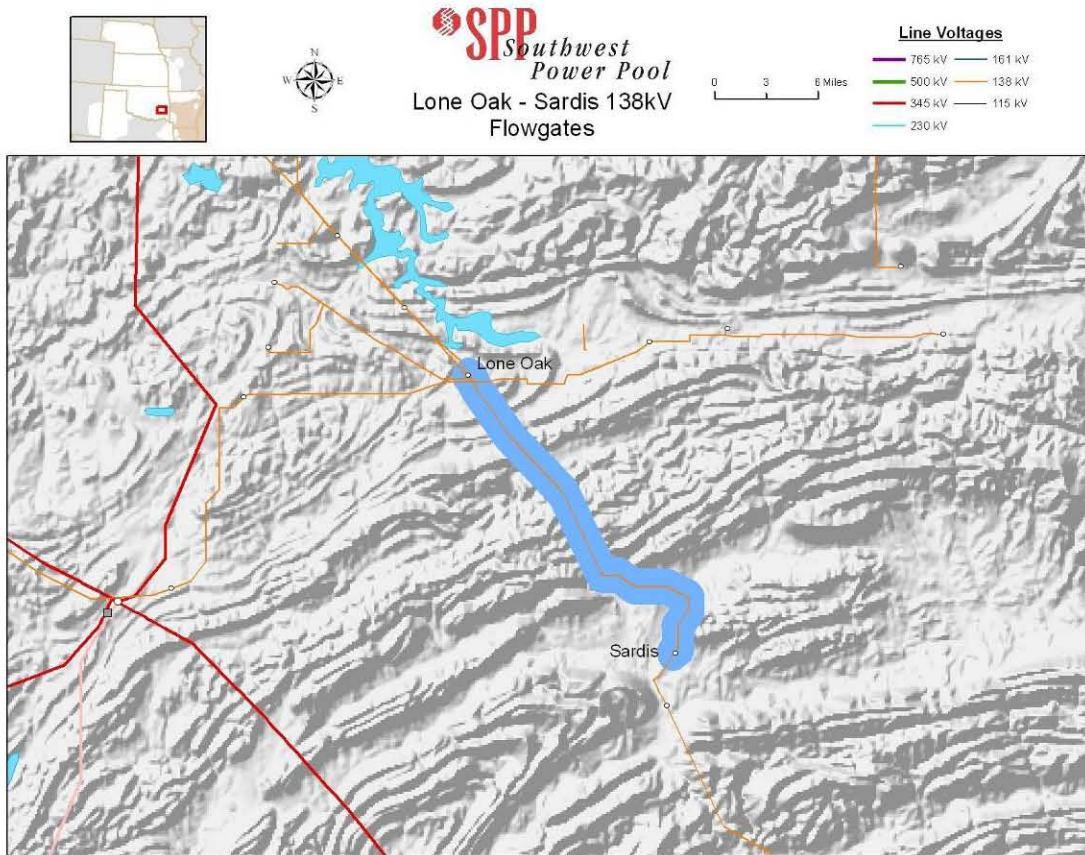 SPP
Southwest
Power Pool
Lone Oak - Sardis 138kV
Flowgates
N
W E
S
0 3 6 Miles
Line Voltages
765 kV
500 kV
345 kV
230 kV
161 kV
138 kV
115 kV
Lone Oak
Sardis